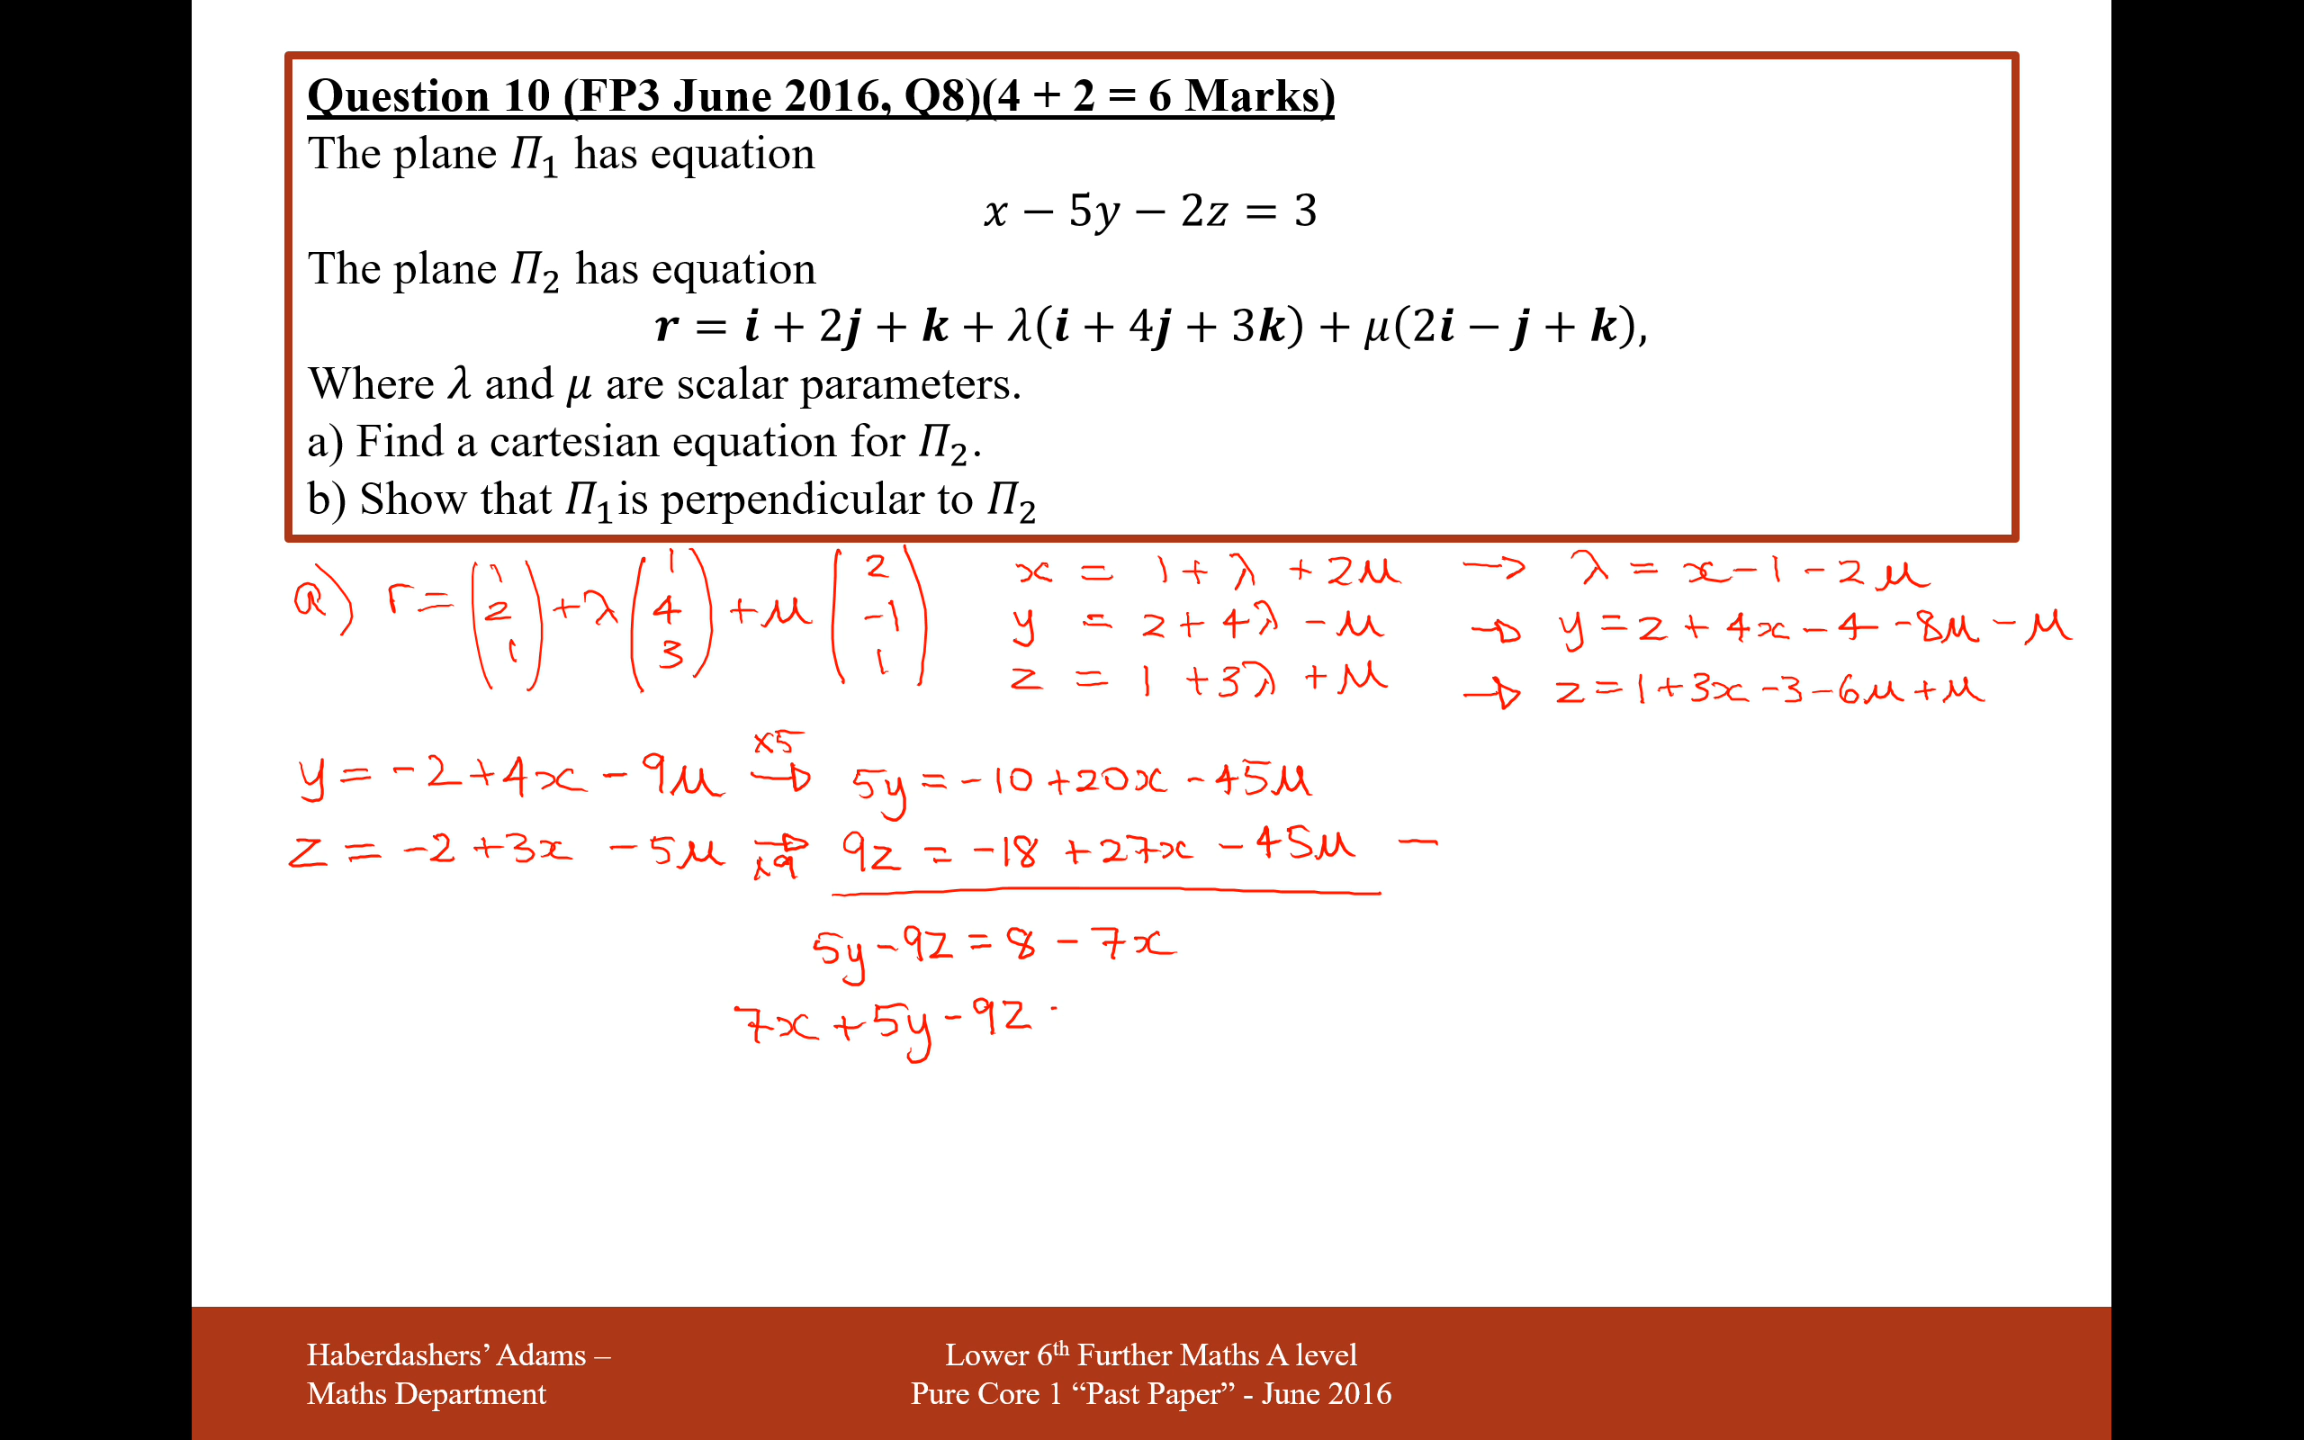 Question 10 (FP3 June 2016, Q8)(4 + 2 = 6 Marks)
The plane Π₁ has equation
x − 5y − 2z = 3
The plane Π₂ has equation
r = i + 2j + k + λ(i + 4j + 3k) + μ(2i − j + k),
Where λ and μ are scalar parameters.
a) Find a cartesian equation for Π₂.
b) Show that Π₁is perpendicular to Π₂
a) r = (1 2 1) + λ (1 4 3) + μ (2 -1 1)
x = 1 + λ + 2μ → λ = x − 1 − 2μ
y = 2 + 4λ − μ → y = 2 + 4x − 4 − 8μ − μ
z = 1 + 3λ + μ → z = 1 + 3x − 3 − 6μ + μ
y = −2 + 4x − 9μ ×5→ 5y = −10 + 20x − 45μ
z = −2 + 3x − 5μ →×9 9z = −18 + 27x − 45μ −
5y − 9z = 8 − 7x
7x + 5y − 9z
Haberdashers' Adams –
Maths Department
Lower 6th Further Maths A level
Pure Core 1 “Past Paper” - June 2016